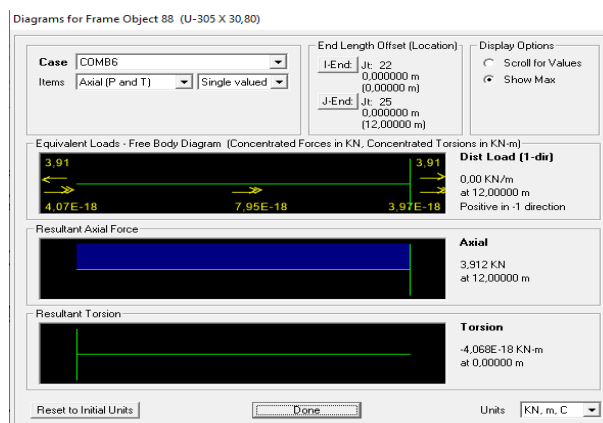 Diagrams for Frame Object 88 (U-305 X 30,80)
Case COMB6
Items Axial (P and T) Single valued
End Length Offset (Location)
I-End: Jt: 22
0,000000 m
(0,00000 m)
J-End: Jt: 25
0,000000 m
(12,00000 m)
Display Options
Scroll for Values
Show Max
Equivalent Loads - Free Body Diagram (Concentrated Forces in KN, Concentrated Torsions in KN-m)
3,91 3,91
4,07E-18 7,95E-18 3,97E-18
Dist Load (1-dir)
0,00 KN/m
at 12,00000 m
Positive in -1 direction
Resultant Axial Force
Axial
3,912 KN
at 12,00000 m
Resultant Torsion
Torsion
-4,068E-18 KN-m
at 0,00000 m
Reset to Initial Units Done Units KN, m, C